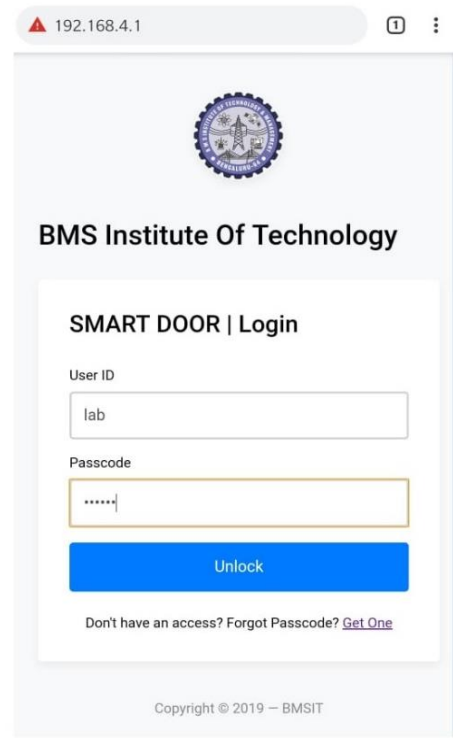 192.168.4.1
1
BMS Institute Of Technology
SMART DOOR | Login
User ID
lab
Passcode
••••••
Unlock
Don't have an access? Forgot Passcode? Get One
Copyright © 2019 — BMSIT